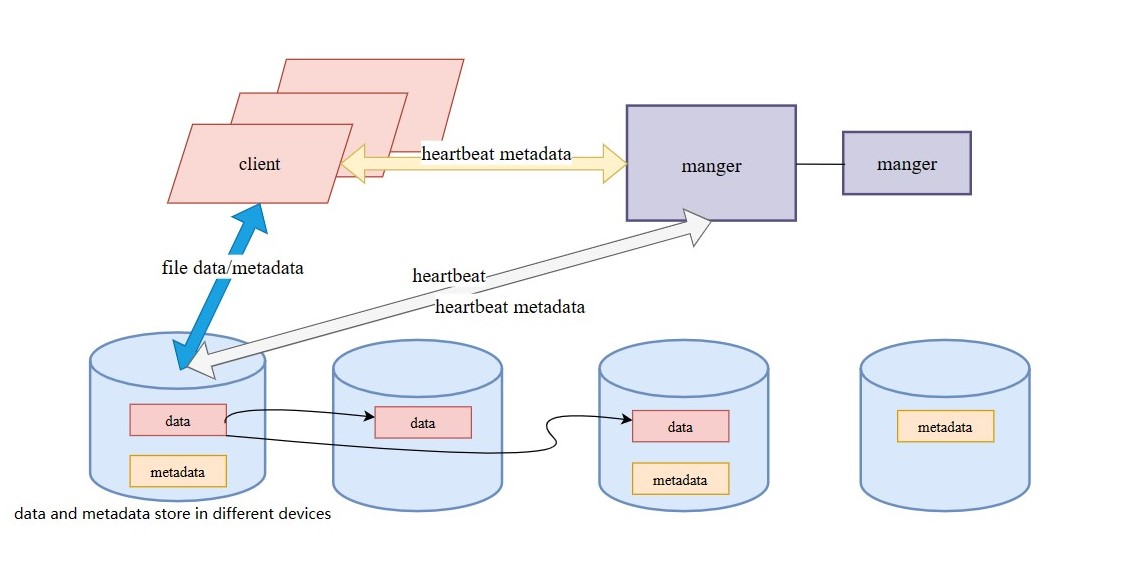 client
heartbeat metadata
manger
manger
file data/metadata
heartbeat
heartbeat metadata
data
data
data
metadata
metadata
metadata
data and metadata store in different devices